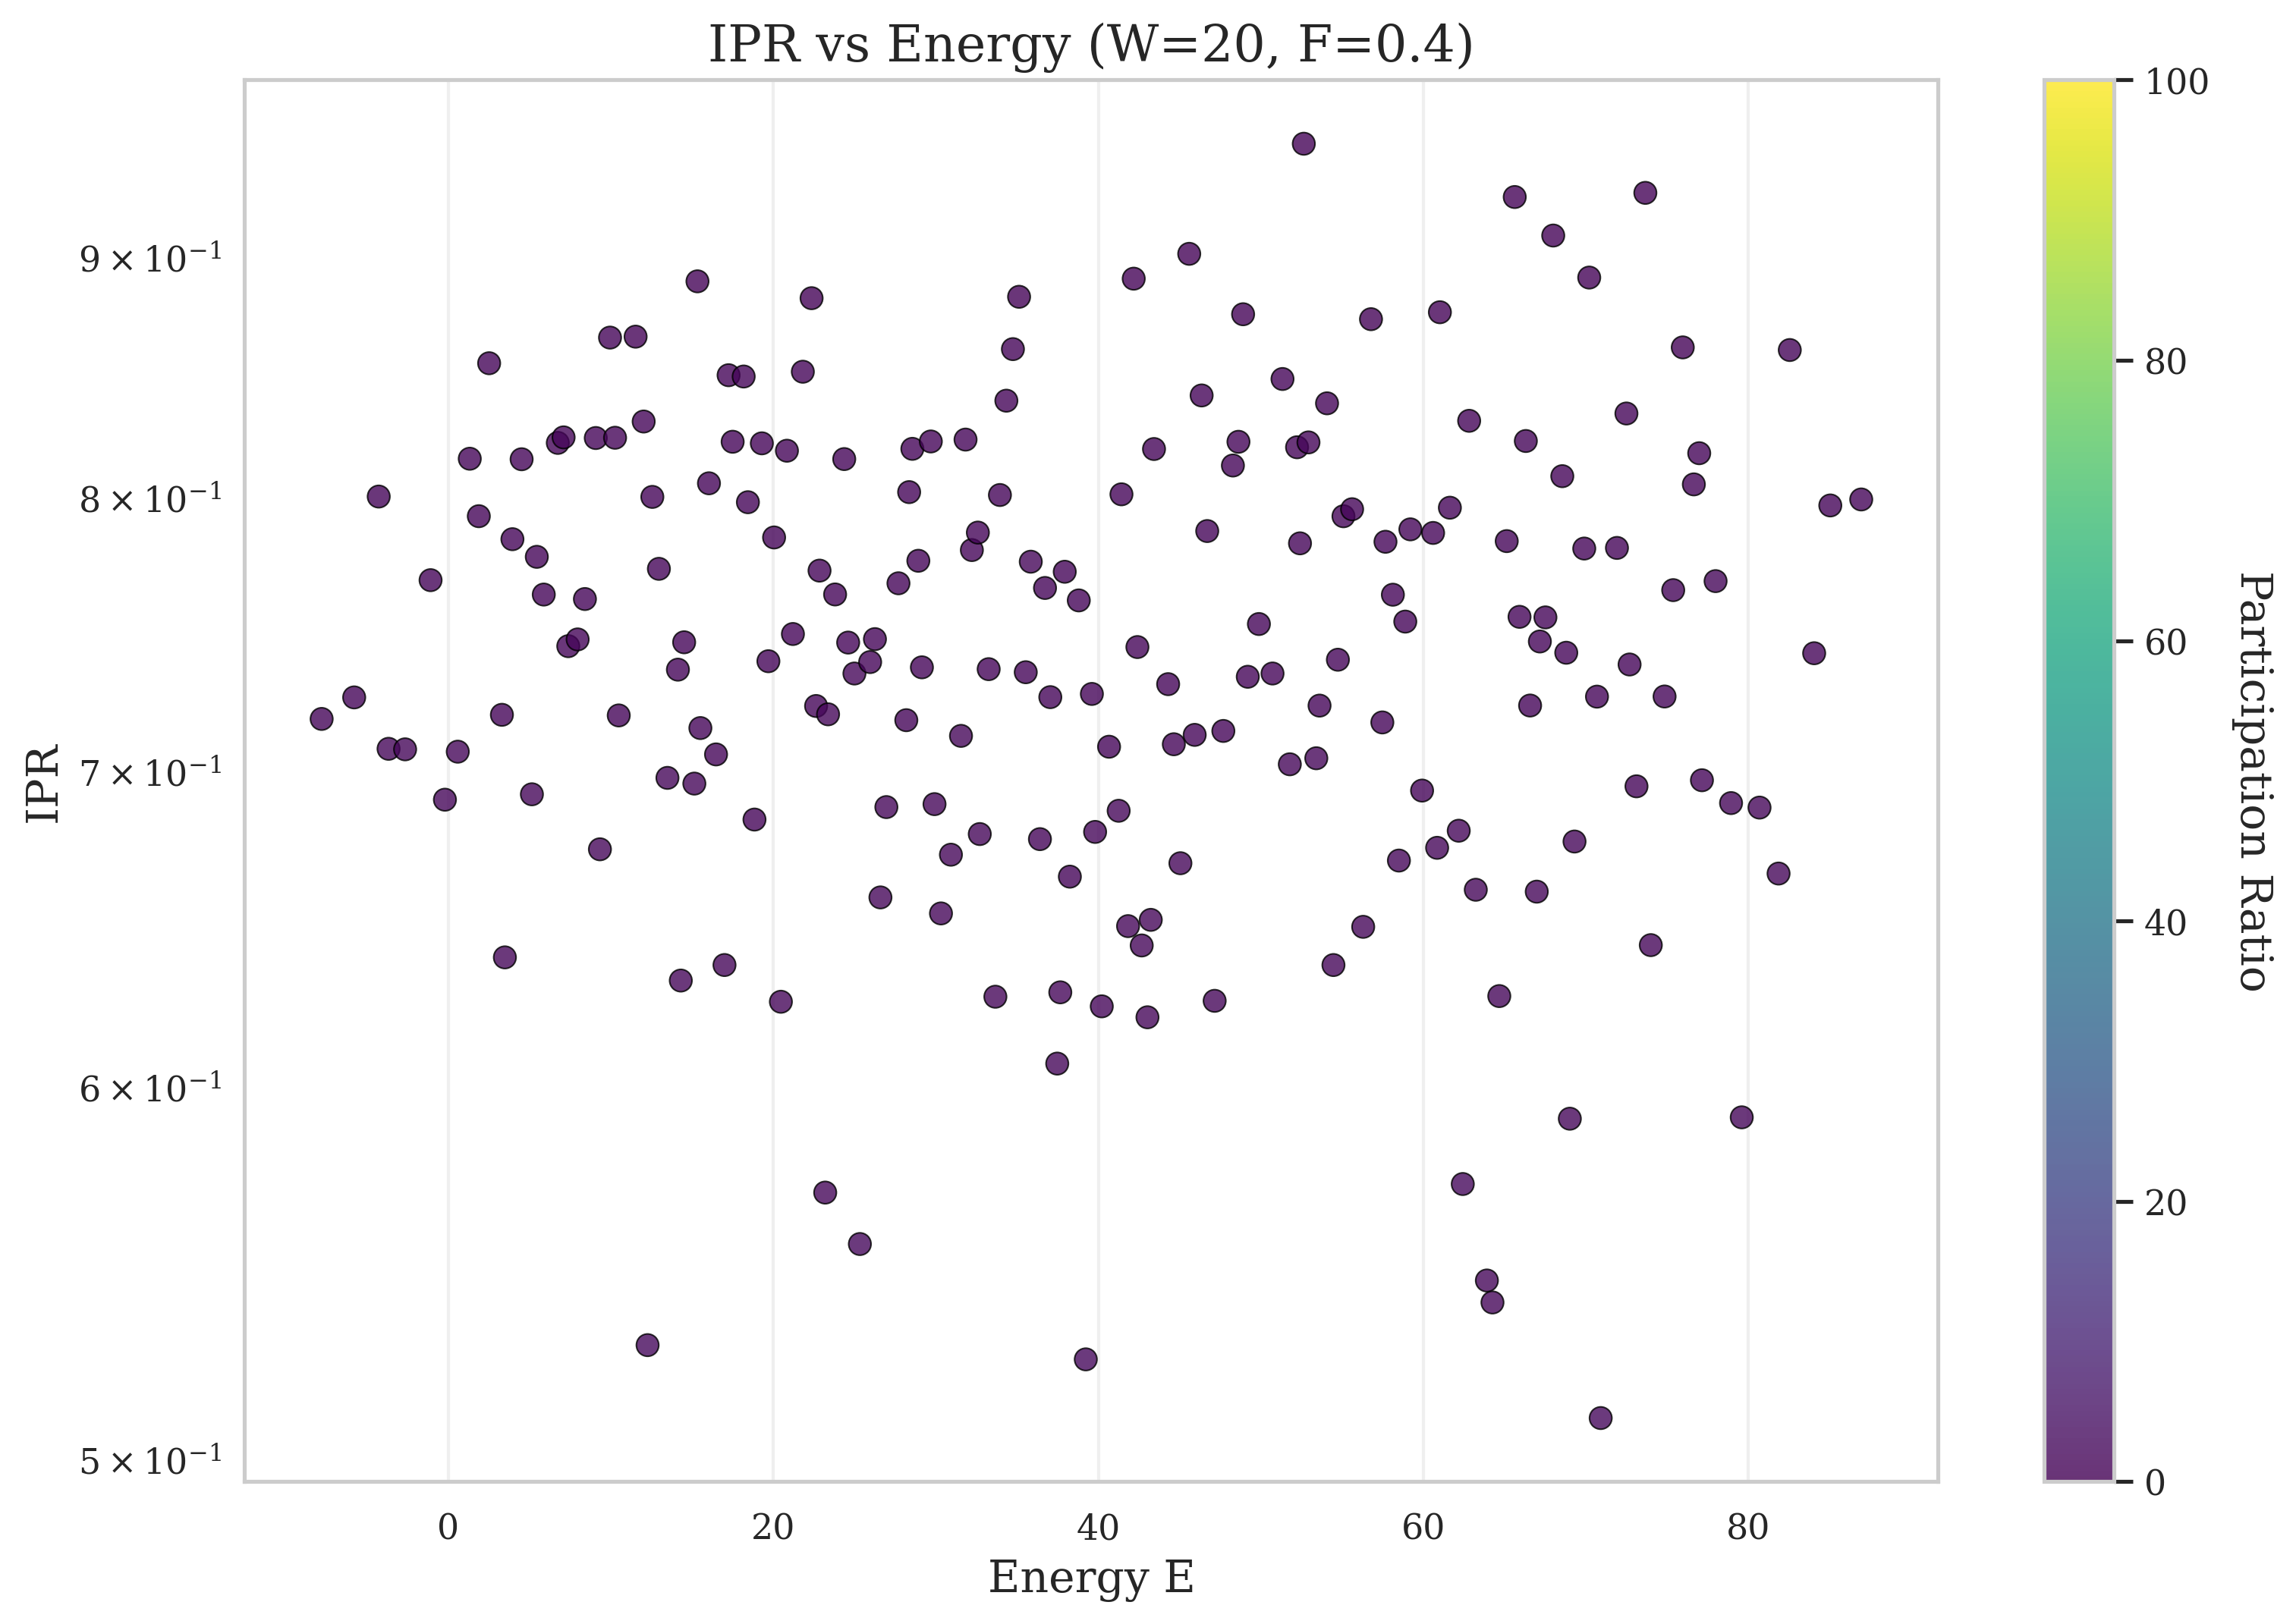 IPR vs Energy (W=20, F=0.4)
IPR
9 × 10⁻¹
8 × 10⁻¹
7 × 10⁻¹
6 × 10⁻¹
5 × 10⁻¹
0 20 40 60 80
Energy E
100
80
60
40
20
0
Participation Ratio